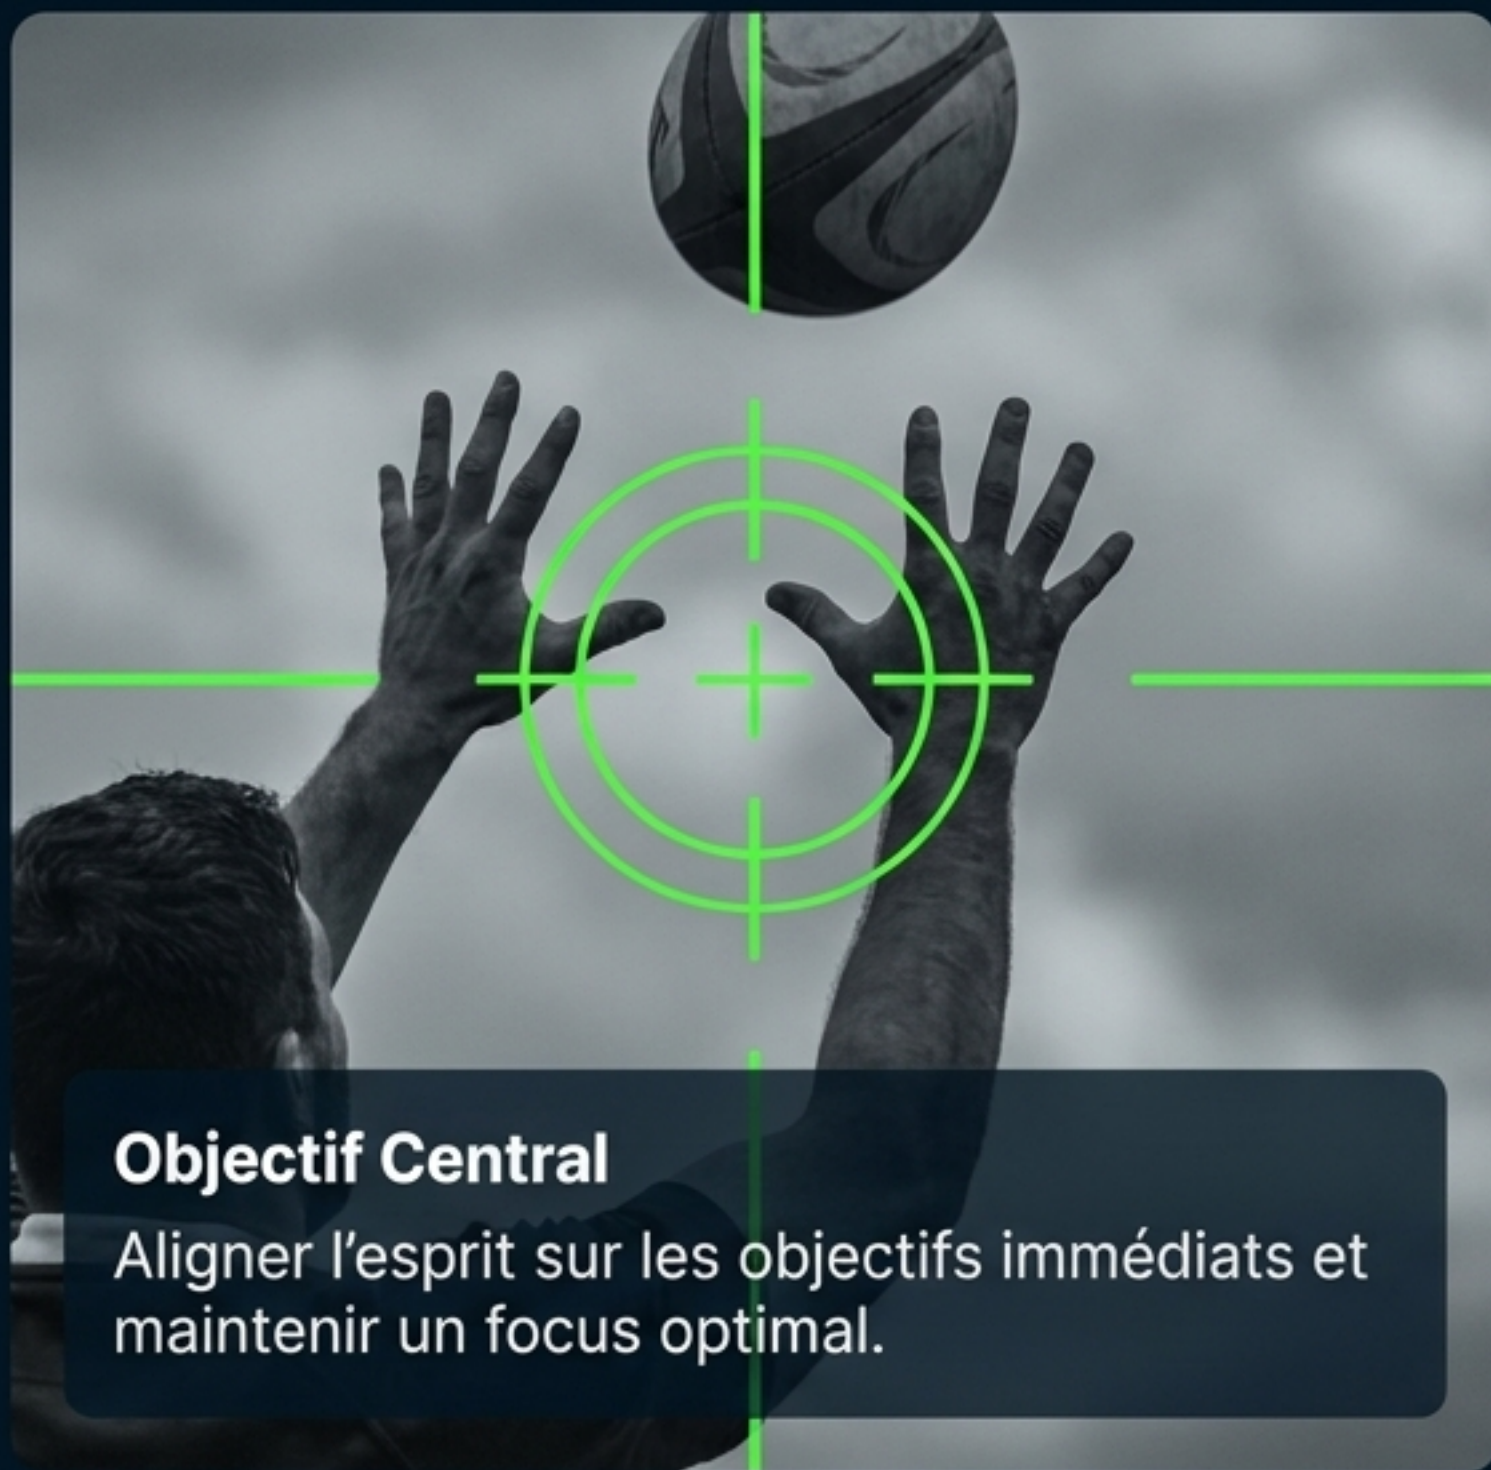 Objectif Central
Aligner l’esprit sur les objectifs immédiats et
maintenir un focus optimal.